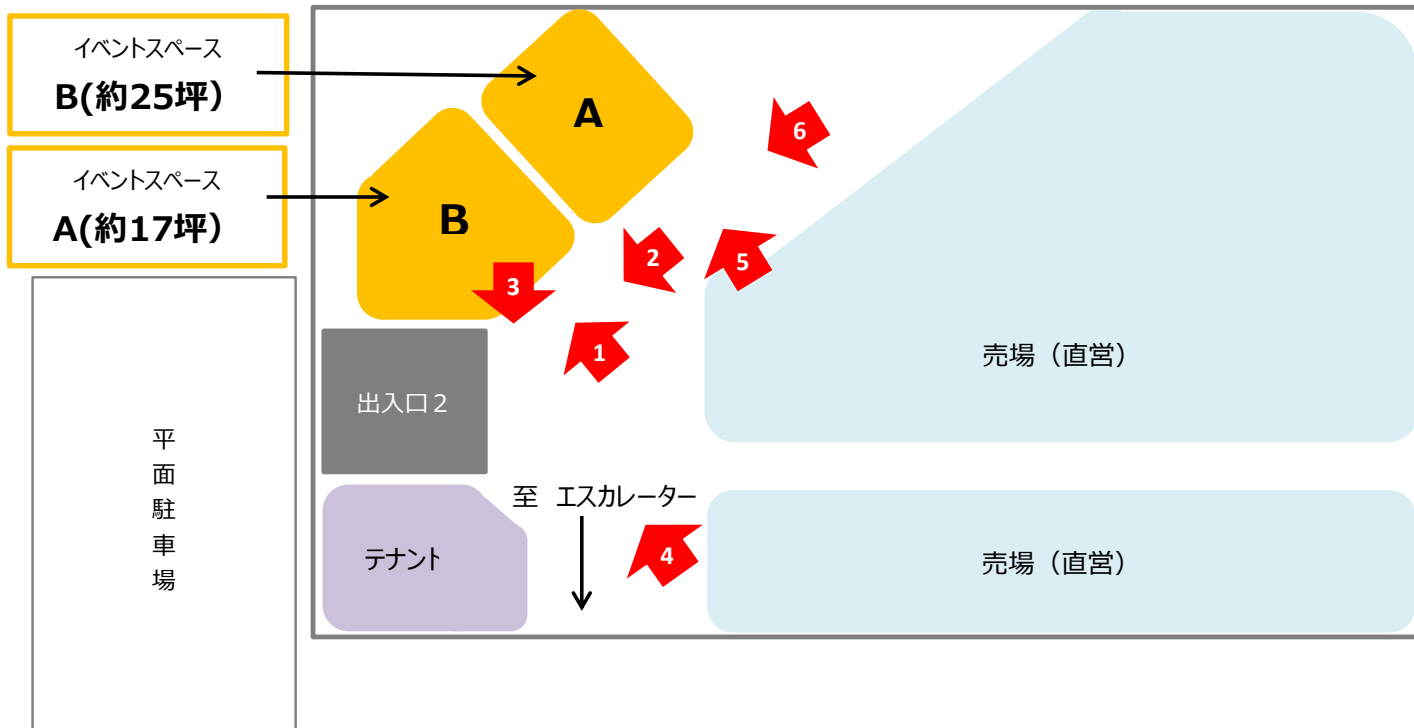 イベントスペース
B(約25坪）
イベントスペース
A(約17坪）
A
B
6
2
5
3
1
売場（直営）
出入口２
平面駐車場
至　エスカレーター
テナント
4
売場（直営）